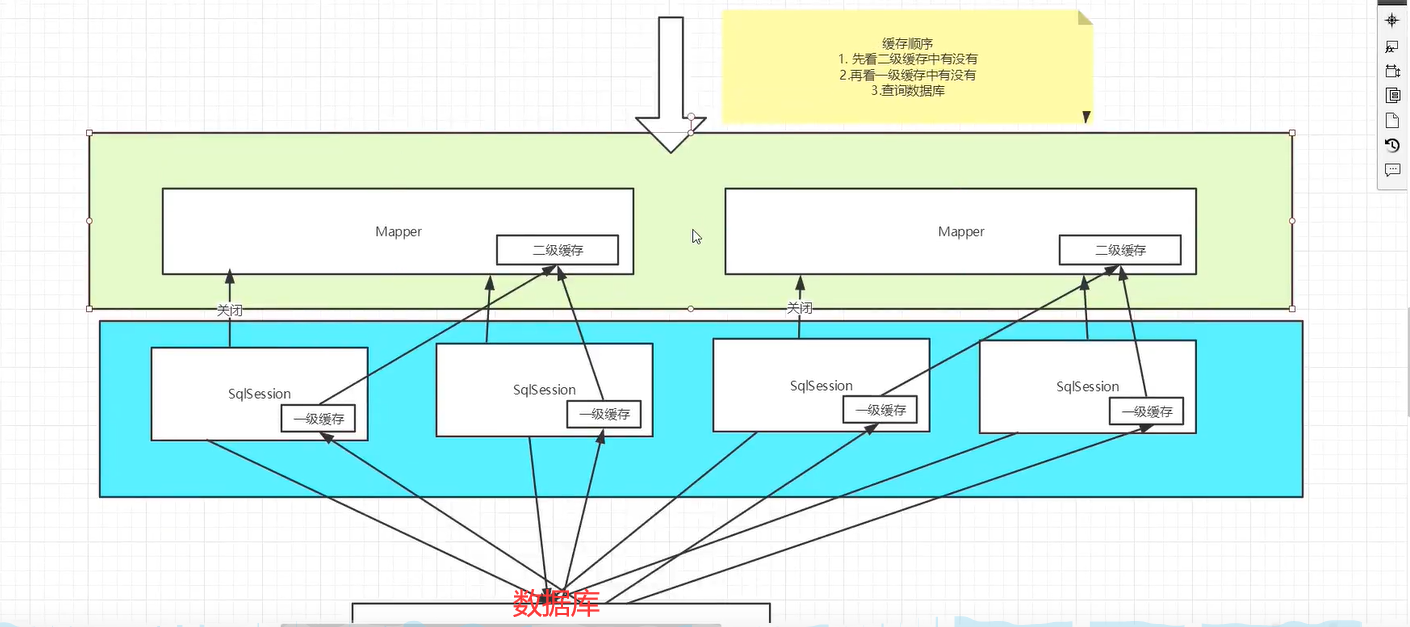 缓存顺序
1. 先看二级缓存中有没有
2.再看一级缓存中有没有
3.查询数据库
Mapper
二级缓存
Mapper
二级缓存
关闭
关闭
SqlSession
一级缓存
SqlSession
一级缓存
SqlSession
一级缓存
SqlSession
一级缓存
数据库